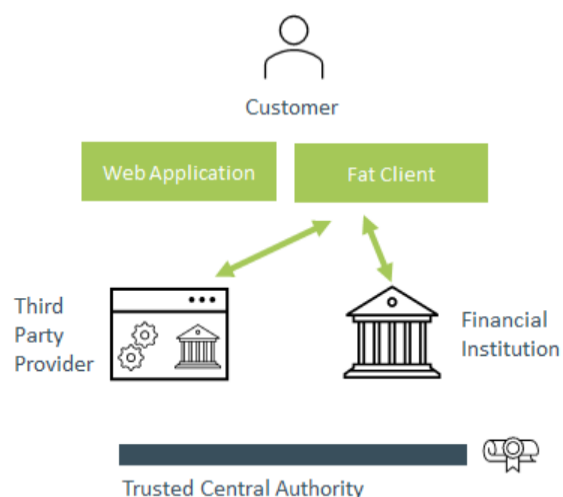 Customer
Web Application
Fat Client
Third
Party
Provider
Financial
Institution
Trusted Central Authority